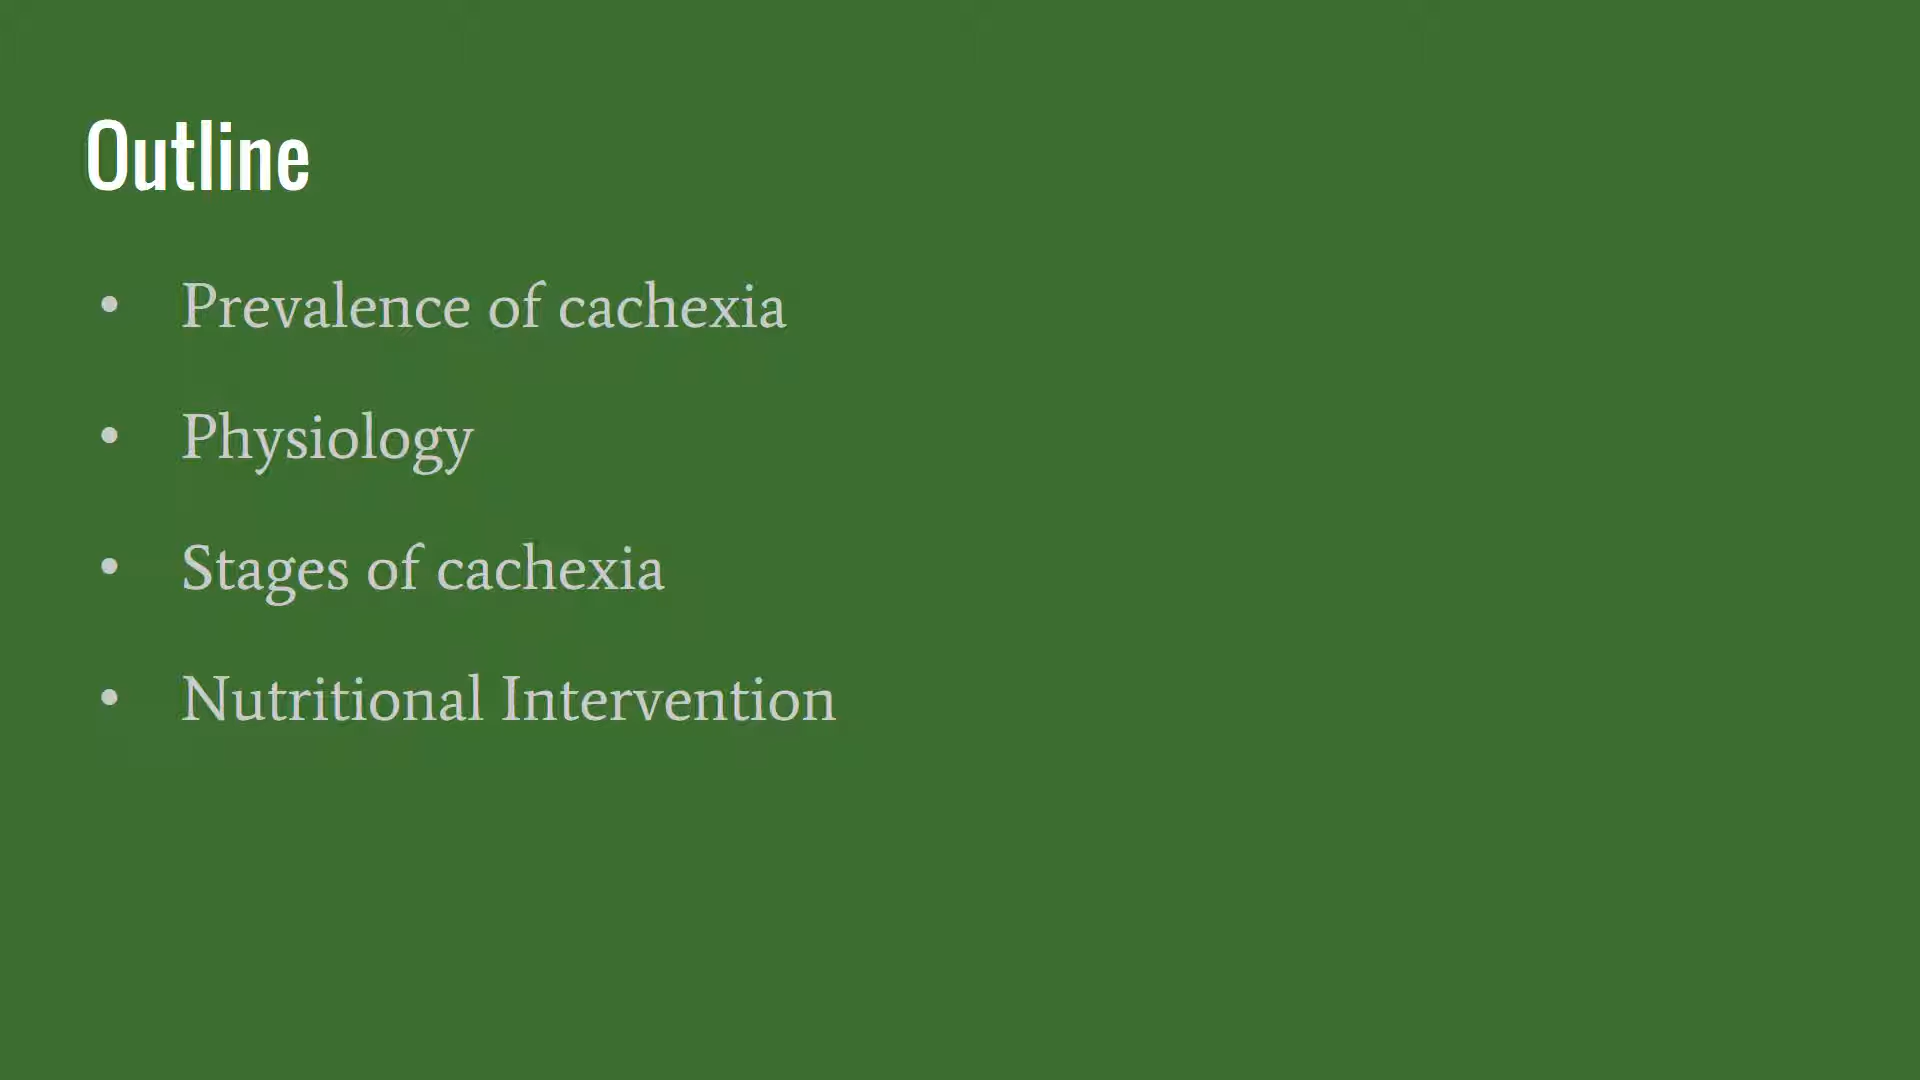 Outline
• Prevalence of cachexia
• Physiology
• Stages of cachexia
• Nutritional Intervention